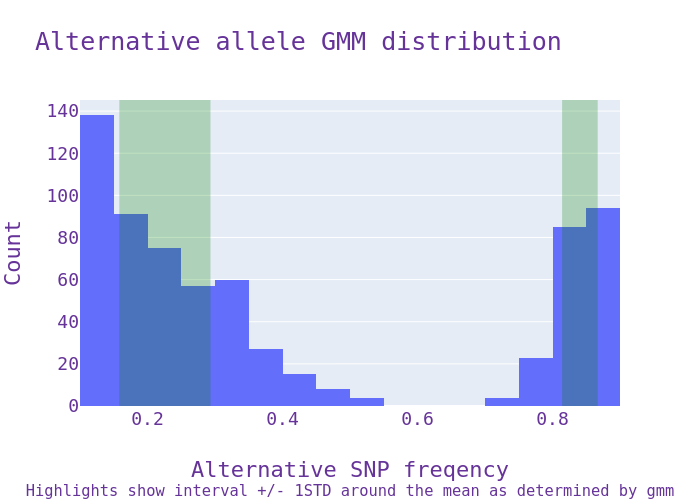 Alternative allele GMM distribution
140
120
100
80
60
40
20
0
Count
0.2 0.4 0.6 0.8
Alternative SNP freqency
Highlights show interval +/- 1STD around the mean as determined by gmm